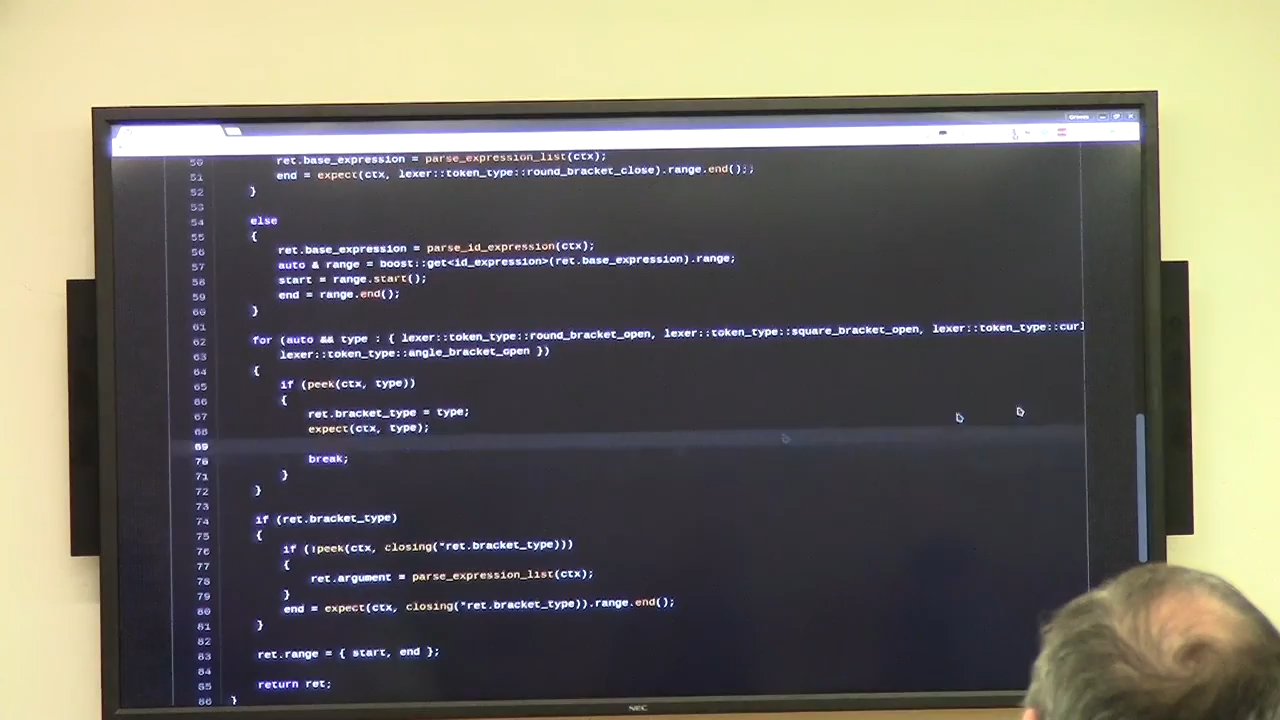 50 ret.base_expression = parse_expression_list(ctx);
51 end = expect(ctx, lexer::token_type::round_bracket_close).range.end();
52 }
53
54 else
55 {
56 ret.base_expression = parse_id_expression(ctx);
57 auto & range = boost::get<id_expression>(ret.base_expression).range;
58 start = range.start();
59 end = range.end();
60 }
61
62 for (auto && type : { lexer::token_type::round_bracket_open, lexer::token_type::square_bracket_open, lexer::token_type::curl
63 lexer::token_type::angle_bracket_open })
64 {
65 if (peek(ctx, type))
66 {
67 ret.bracket_type = type;
68 expect(ctx, type);
69
70 break;
71 }
72 }
73
74 if (ret.bracket_type)
75 {
76 if (!peek(ctx, closing(*ret.bracket_type)))
77 {
78 ret.argument = parse_expression_list(ctx);
79 }
80 end = expect(ctx, closing(*ret.bracket_type)).range.end();
81 }
82
83 ret.range = { start, end };
84
85 return ret;
86 }
NEC